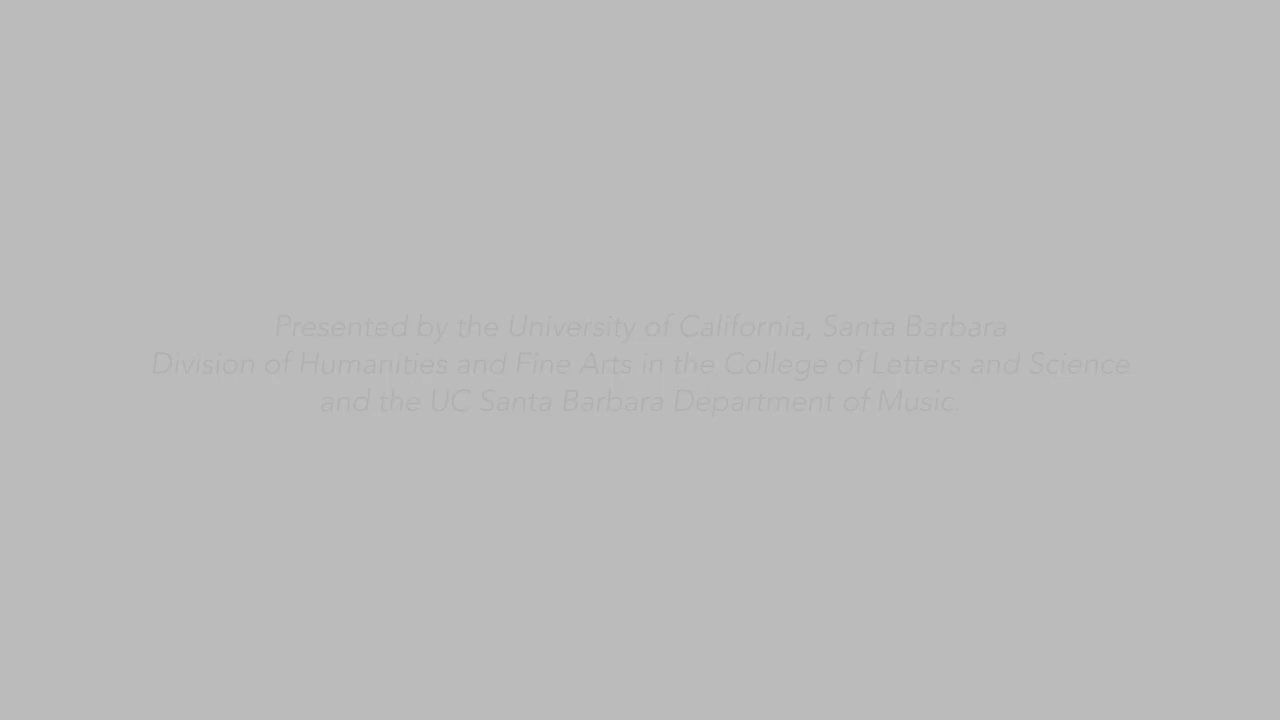 Presented by the University of California, Santa Barbara
Division of Humanities and Fine Arts in the College of Letters and Science
and the UC Santa Barbara Department of Music